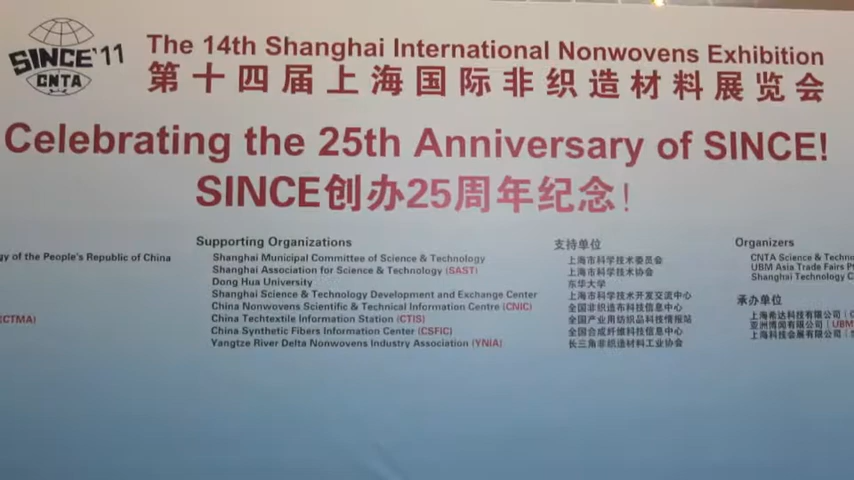 SINCE'11
CNTA
The 14th Shanghai International Nonwovens Exhibition
第十四届上海国际非织造材料展览会
Celebrating the 25th Anniversary of SINCE!
SINCE创办25周年纪念!
of the People's Republic of China
(CTMA)
Supporting Organizations
Shanghai Municipal Committee of Science & Technology
Shanghai Association for Science & Technology (SAST)
Dong Hua University
Shanghai Science & Technology Development and Exchange Center
China Nonwovens Scientific & Technical Information Centre (CNIC)
China Techtextile Information Station (CTIS)
China Synthetic Fibers Information Center (CSFIC)
Yangtze River Delta Nonwovens Industry Association (YNIA)
支持单位
上海市科学技术委员会
上海市科学技术协会
东华大学
上海市科学技术开发交流中心
全国非织造布科技信息中心
全国产业用纺织品科技情报站
全国合成纤维科技信息中心
长三角非织造材料工业协会
Organizers
CNTA Science &
UBM Asia Trade Fairs
Shanghai Technology
承办单位
上海希达科技有限公司
亚洲博闻有限公司 | UBM
上海科技会展有限公司